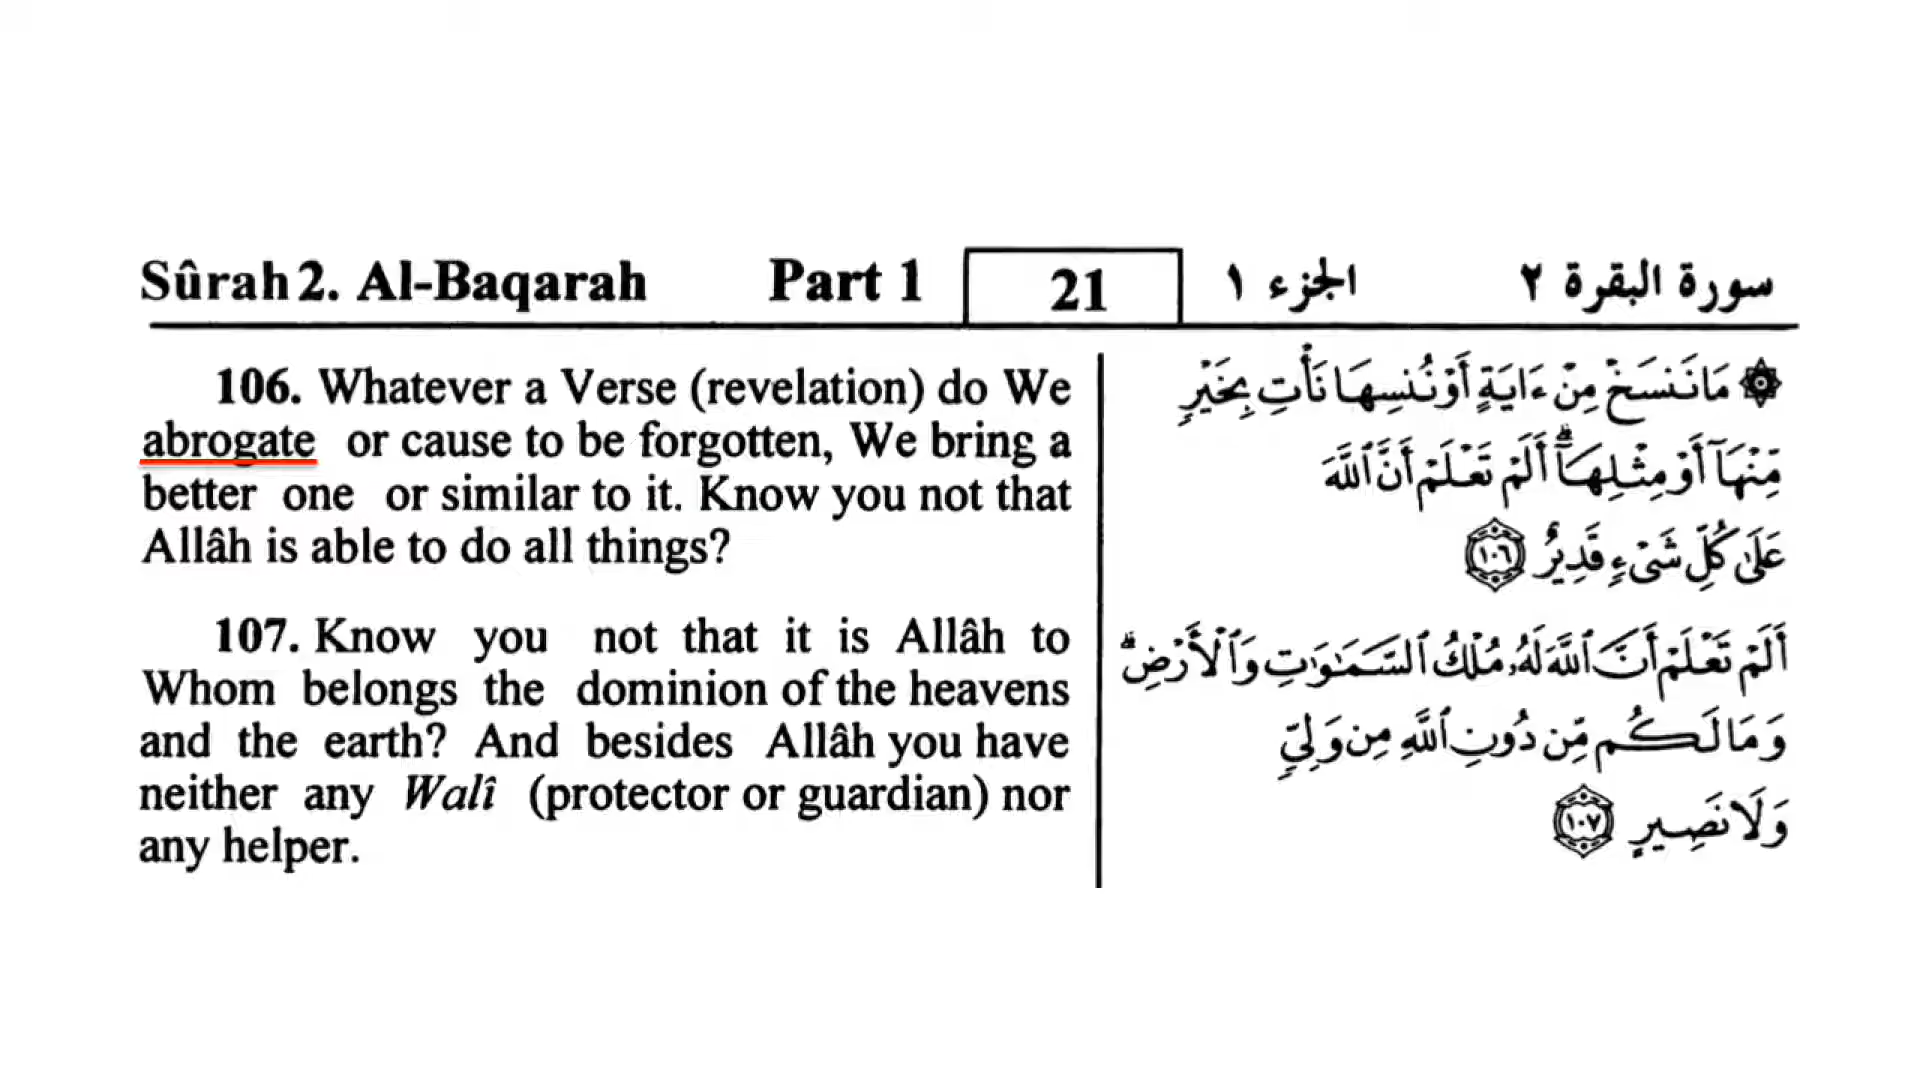 Sûrah 2. Al-Baqarah Part 1 21 الجزء ١ سورة البقرة ٢
106. Whatever a Verse (revelation) do We
abrogate or cause to be forgotten, We bring a
better one or similar to it. Know you not that
Allâh is able to do all things?
107. Know you not that it is Allâh to
Whom belongs the dominion of the heavens
and the earth? And besides Allâh you have
neither any Walî (protector or guardian) nor
any helper.
۞ مَا نَنسَخْ مِنْ ءَايَةٍ أَوْ نُنسِهَا نَأْتِ بِخَيْرٍ
مِّنْهَآ أَوْ مِثْلِهَآ ۗ أَلَمْ تَعْلَمْ أَنَّ ٱللَّهَ
عَلَىٰ كُلِّ شَىْءٍ قَدِيرٌ ١٠٦
أَلَمْ تَعْلَمْ أَنَّ ٱللَّهَ لَهُۥ مُلْكُ ٱلسَّمَٰوَٰتِ وَٱلْأَرْضِ ۗ
وَمَا لَكُم مِّن دُونِ ٱللَّهِ مِن وَلِىٍّ
وَلَا نَصِيرٍ ١٠٧